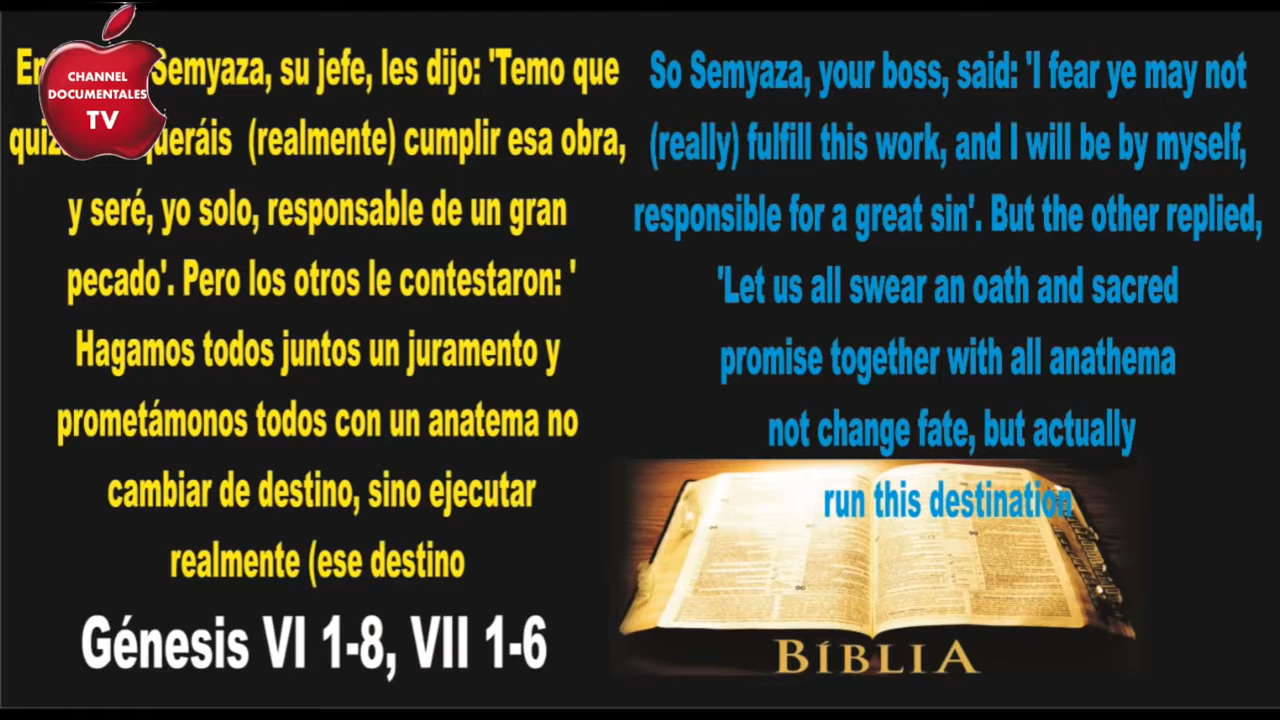 CHANNEL
DOCUMENTALES
TV
Semyaza, su jefe, les dijo: 'Temo que
(realmente) cumplir esa obra,
y seré, yo solo, responsable de un gran
pecado'. Pero los otros le contestaron: '
Hagamos todos juntos un juramento y
prometámonos todos con un anatema no
cambiar de destino, sino ejecutar
realmente (ese destino
Génesis VI 1-8, VII 1-6
So Semyaza, your boss, said: 'I fear ye may not
(really) fulfill this work, and I will be by myself,
responsible for a great sin'. But the other replied,
'Let us all swear an oath and sacred
promise together with all anathema
not change fate, but actually
run this destination
BÍBLIA